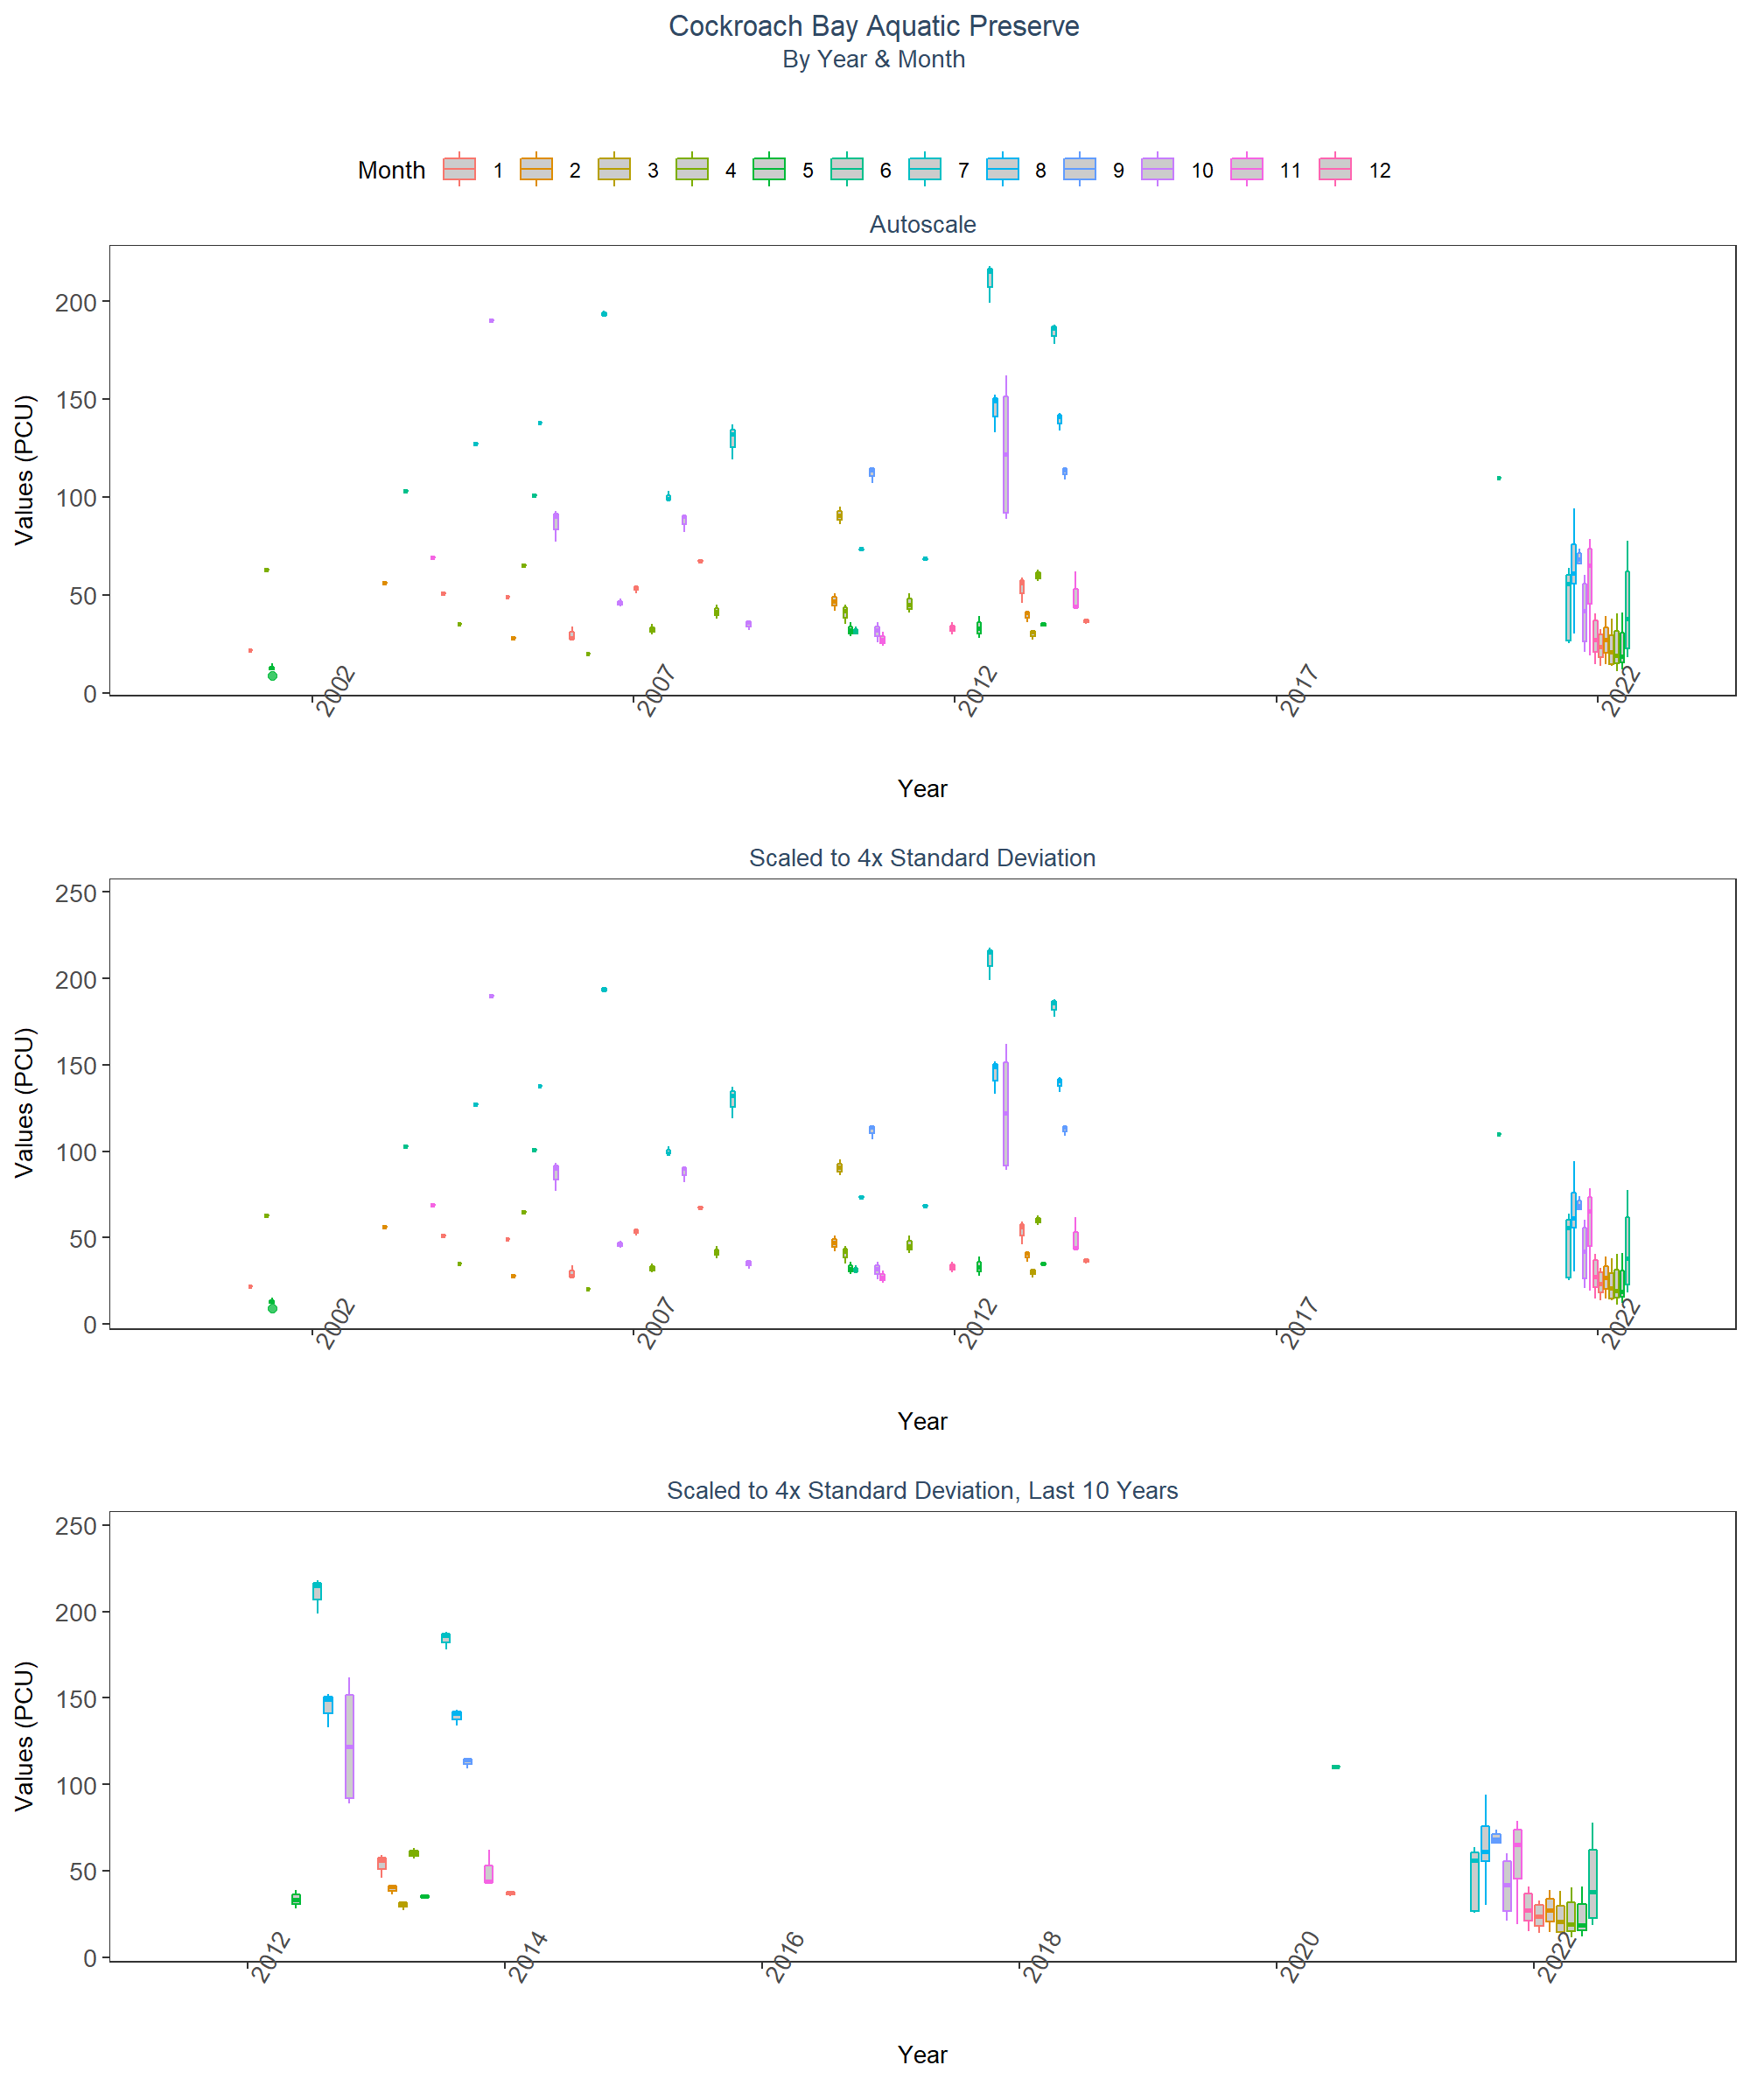 Cockroach Bay Aquatic Preserve
By Year & Month
Month 1 2 3 4 5 6 7 8 9 10 11 12
Autoscale
Values (PCU)
200
150
100
50
0
2002 2007 2012 2017 2022
Year
Scaled to 4x Standard Deviation
Values (PCU)
250
200
150
100
50
0
2002 2007 2012 2017 2022
Year
Scaled to 4x Standard Deviation, Last 10 Years
Values (PCU)
250
200
150
100
50
0
2012 2014 2016 2018 2020 2022
Year